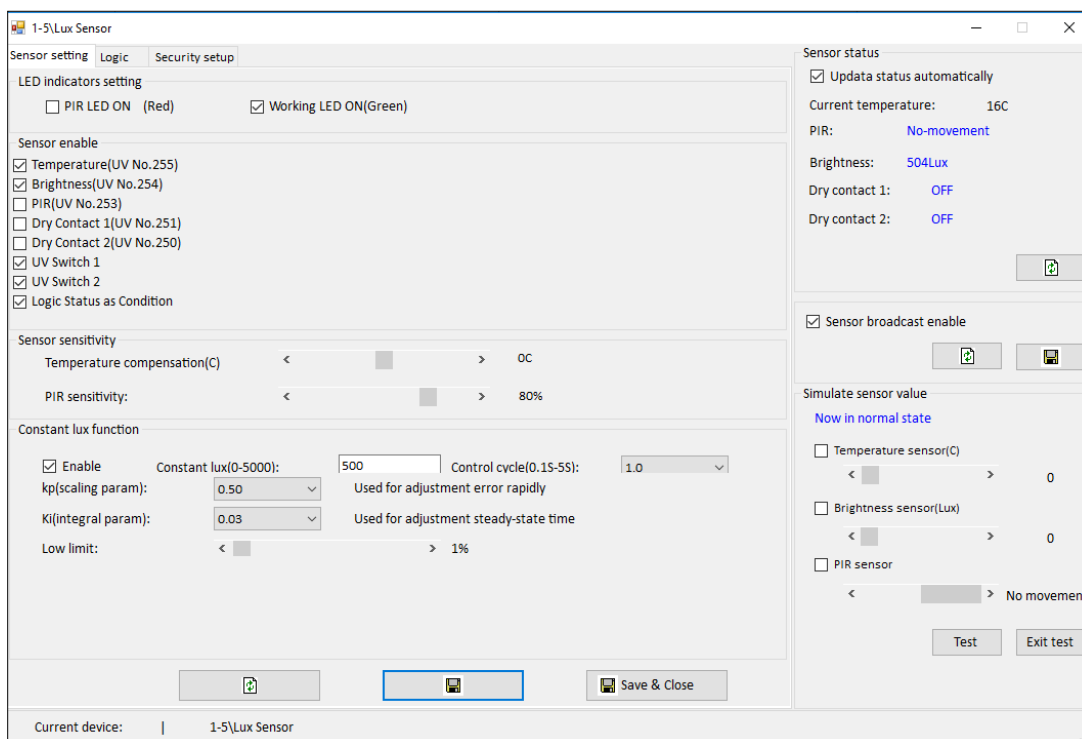 1-5\Lux Sensor
Sensor setting Logic Security setup
LED indicators setting
PIR LED ON (Red) Working LED ON(Green)
Sensor enable
Temperature(UV No.255)
Brightness(UV No.254)
PIR(UV No.253)
Dry Contact 1(UV No.251)
Dry Contact 2(UV No.250)
UV Switch 1
UV Switch 2
Logic Status as Condition
Sensor sensitivity
Temperature compensation(C) 0C
PIR sensitivity: 80%
Constant lux function
Enable Constant lux(0-5000): 500 Control cycle(0.1S-5S): 1.0
kp(scaling param): 0.50 Used for adjustment error rapidly
Ki(integral param): 0.03 Used for adjustment steady-state time
Low limit: 1%
Save & Close
Sensor status
Updata status automatically
Current temperature: 16C
PIR: No-movement
Brightness: 504Lux
Dry contact 1: OFF
Dry contact 2: OFF
Sensor broadcast enable
Simulate sensor value
Now in normal state
Temperature sensor(C)
0
Brightness sensor(Lux)
0
PIR sensor
No movemen
Test Exit test
Current device: | 1-5\Lux Sensor